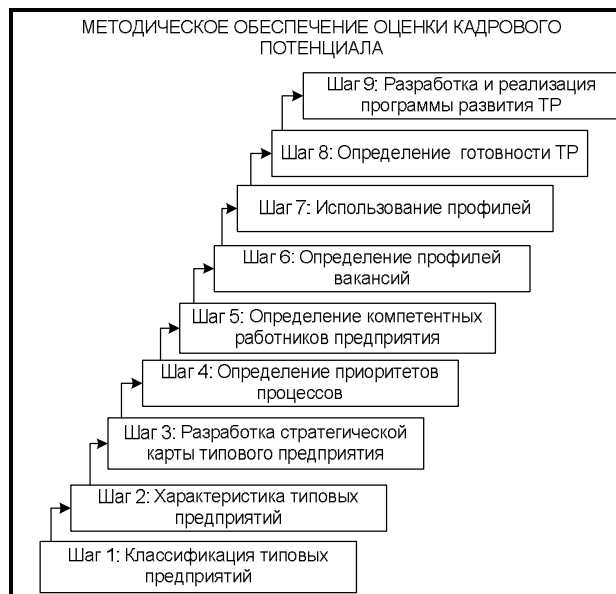 МЕТОДИЧЕСКОЕ ОБЕСПЕЧЕНИЕ ОЦЕНКИ КАДРОВОГО
ПОТЕНЦИАЛА
Шаг 9: Разработка и реализация
программы развития ТР
Шаг 8: Определение готовности ТР
Шаг 7: Использование профилей
Шаг 6: Определение профилей
вакансий
Шаг 5: Определение компетентных
работников предприятия
Шаг 4: Определение приоритетов
процессов
Шаг 3: Разработка стратегической
карты типового предприятия
Шаг 2: Характеристика типовых
предприятий
Шаг 1: Классификация типовых
предприятий